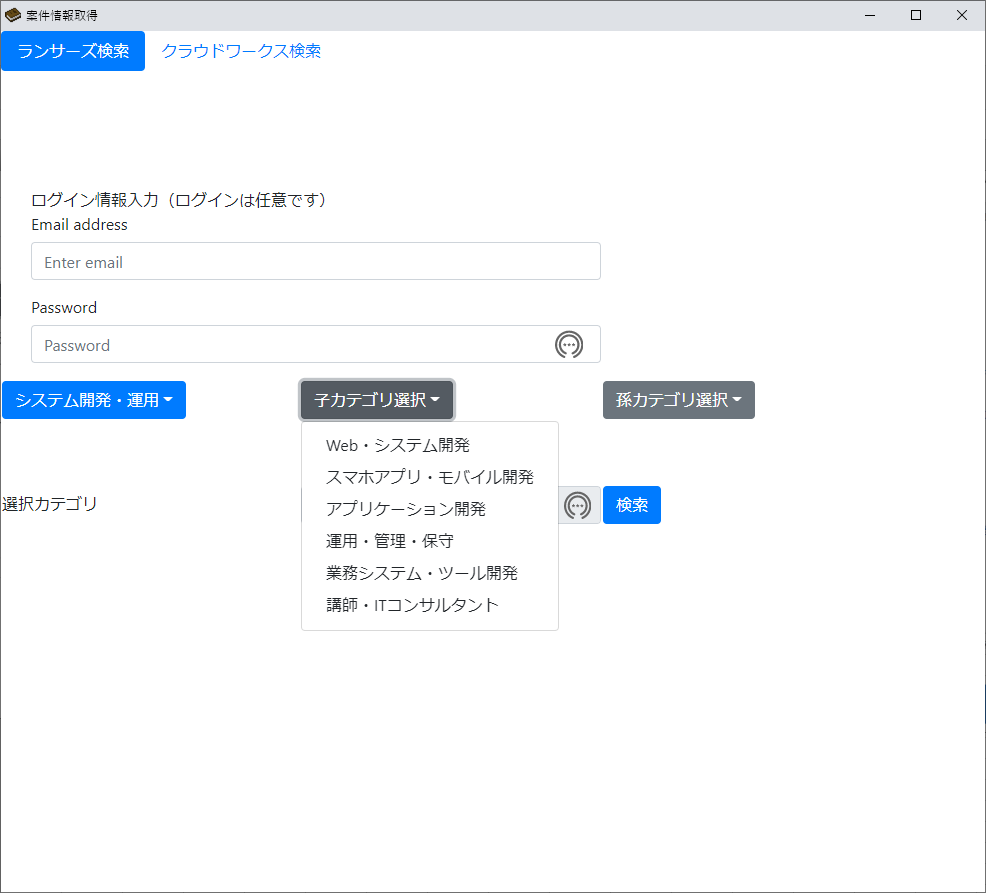 案件情報取得
ランサーズ検索 クラウドワークス検索
ログイン情報入力（ログインは任意です）
Email address
Enter email
Password
Password
システム開発・運用 子カテゴリ選択 孫カテゴリ選択
Web・システム開発
スマホアプリ・モバイル開発
アプリケーション開発
運用・管理・保守
業務システム・ツール開発
講師・ITコンサルタント
選択カテゴリ 検索